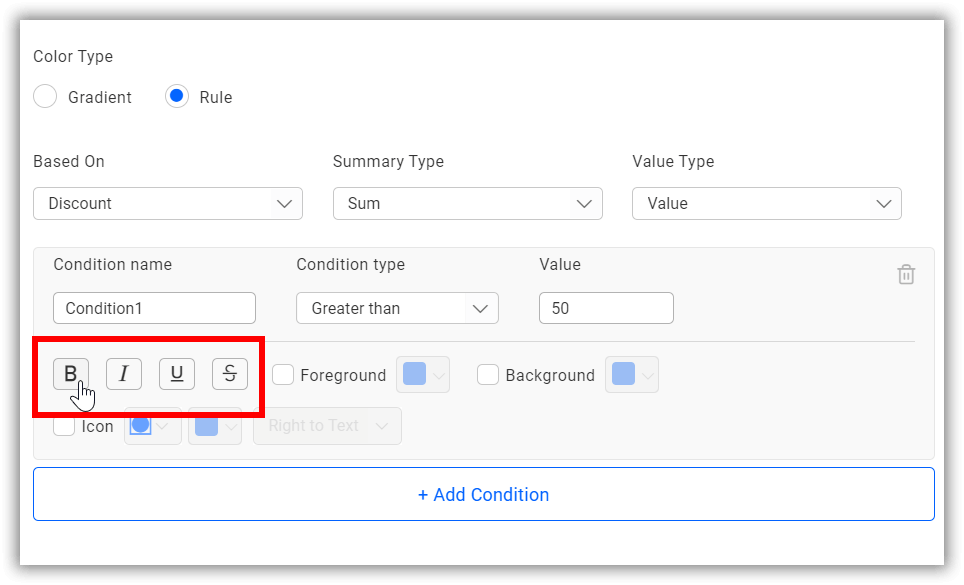 Color Type
Gradient Rule
Based On Summary Type Value Type
Discount Sum Value
Condition name Condition type Value
Condition1 Greater than 50
B I U S Foreground Background
Icon Right to Text
+ Add Condition